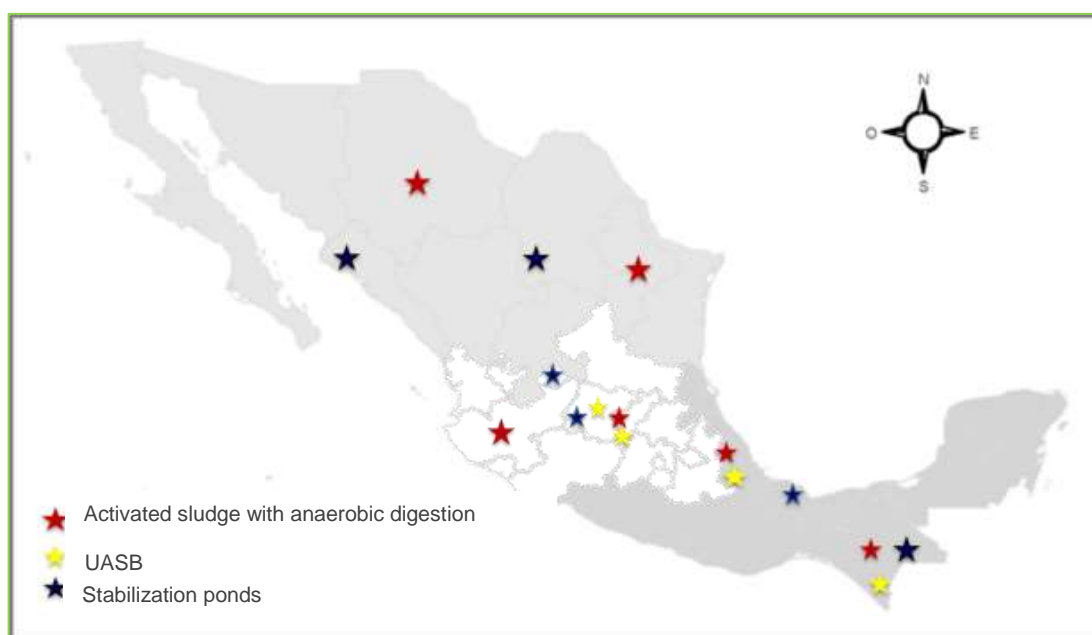 N
O E
S
Activated sludge with anaerobic digestion
UASB
Stabilization ponds